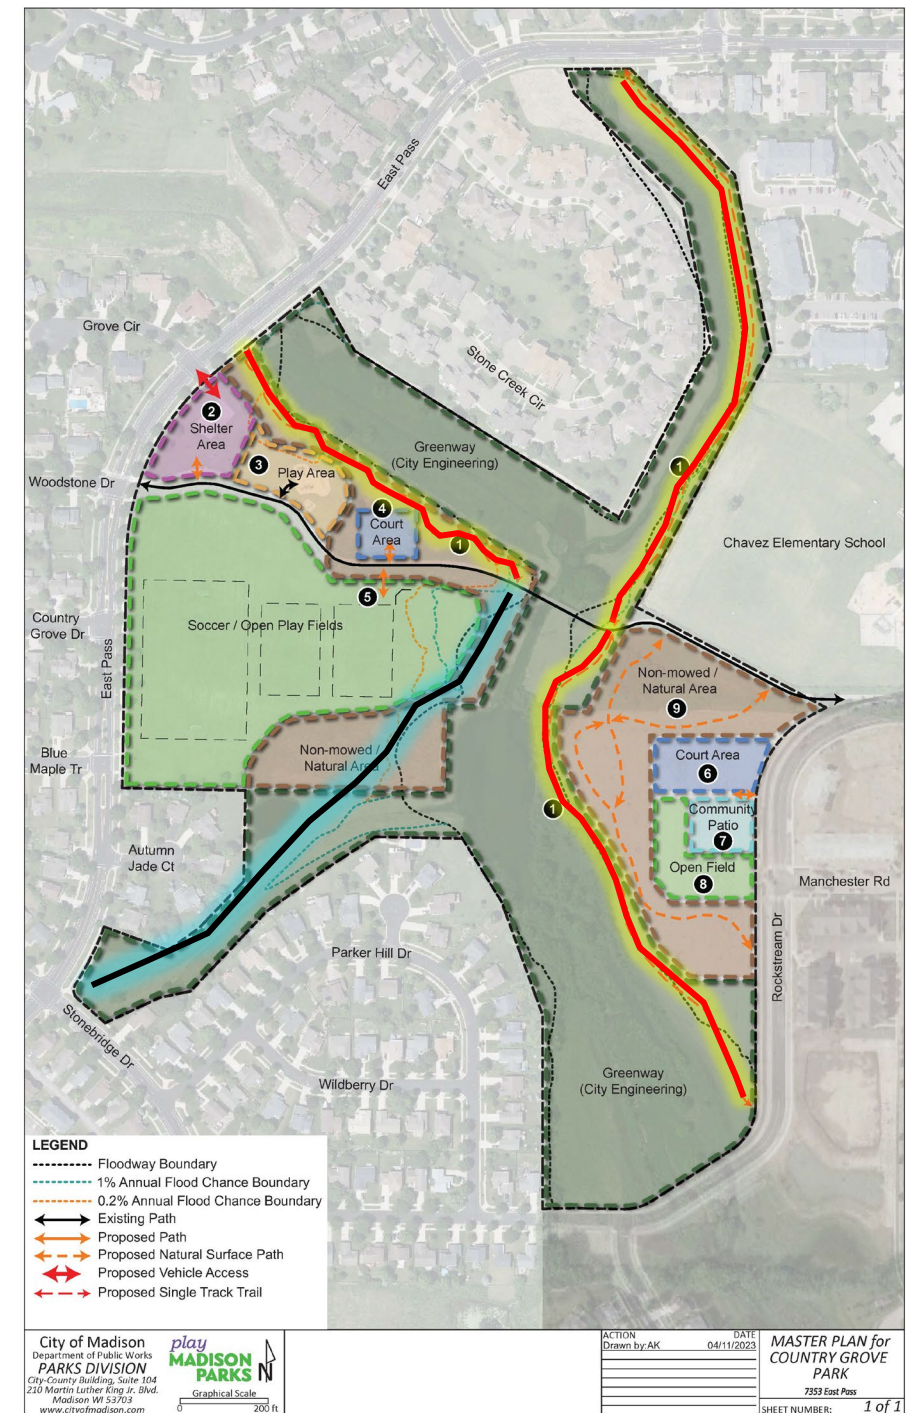 East Pass
Grove Cir
Stone Creek Cir
2
Shelter
Area
Greenway
(City Engineering)
3
Play Area
1
Woodstone Dr
4
Court
Area
1
Chavez Elementary School
5
Country
Grove Dr
Soccer / Open Play Fields
East Pass
Non-mowed /
Natural Area
9
Blue
Maple Tr
Non-mowed /
Natural Area
Court Area
6
1
Community
Patio
7
Autumn
Jade Ct
Open Field
8
Manchester Rd
Parker Hill Dr
Rockstream Dr
Stonebridge Dr
Wildberry Dr
Greenway
(City Engineering)
LEGEND
Floodway Boundary
1% Annual Flood Chance Boundary
0.2% Annual Flood Chance Boundary
Existing Path
Proposed Path
Proposed Natural Surface Path
Proposed Vehicle Access
Proposed Single Track Trail
City of Madison
Department of Public Works
PARKS DIVISION
City-County Building, Suite 104
210 Martin Luther King Jr. Blvd.
Madison WI 53703
www.cityofmadison.com
play
MADISON
PARKS
N
Graphical Scale
0 200 ft
ACTION DATE
Drawn by:AK 04/11/2023
MASTER PLAN for
COUNTRY GROVE
PARK
7353 East Pass
SHEET NUMBER: 1 of 1